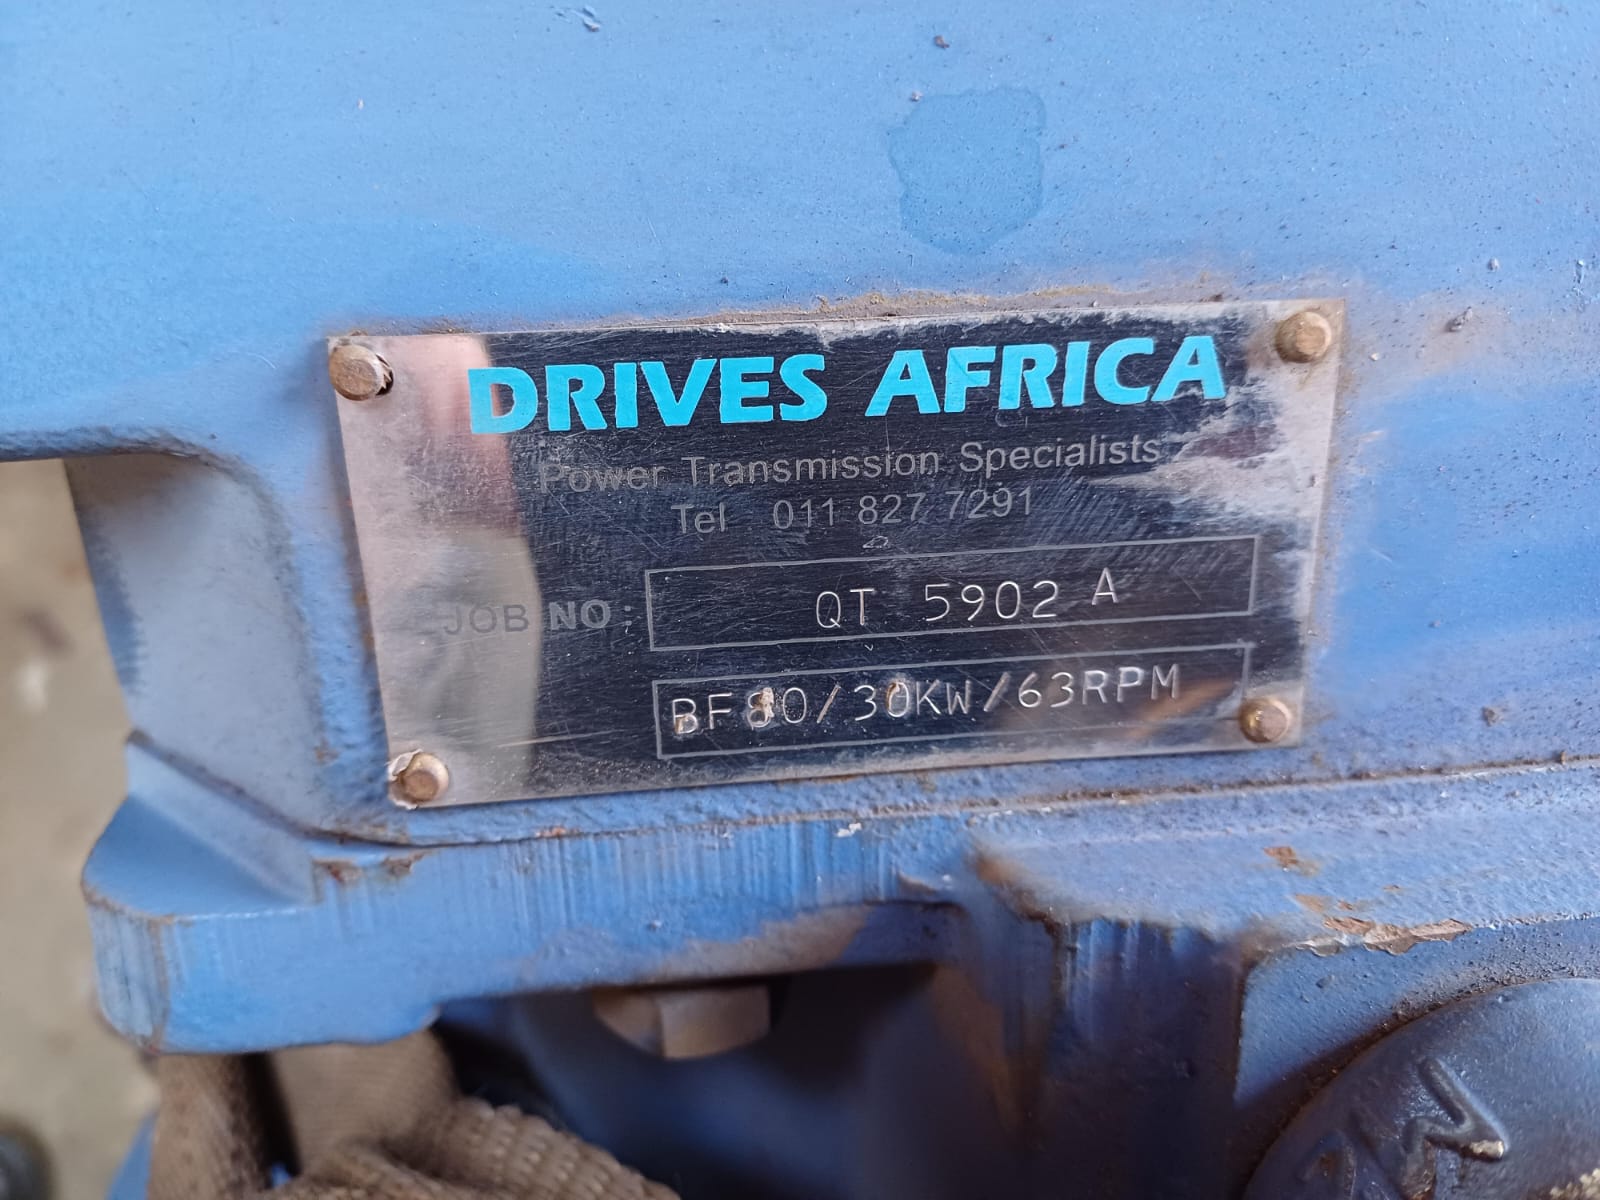 DRIVES AFRICA
Power Transmission Specialists
Tel 011 827 7291
JOB NO: QT 5902 A
BF80/30KW/63RPM